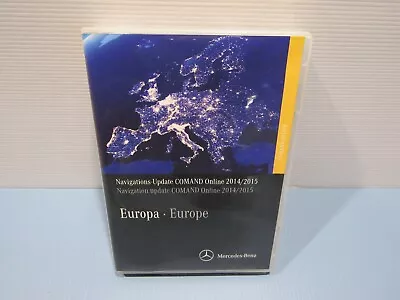 Navigations-Update COMAND Online 2014/2015
Navigation update COMAND Online 2014/2015
Europa · Europe
Mercedes-Benz